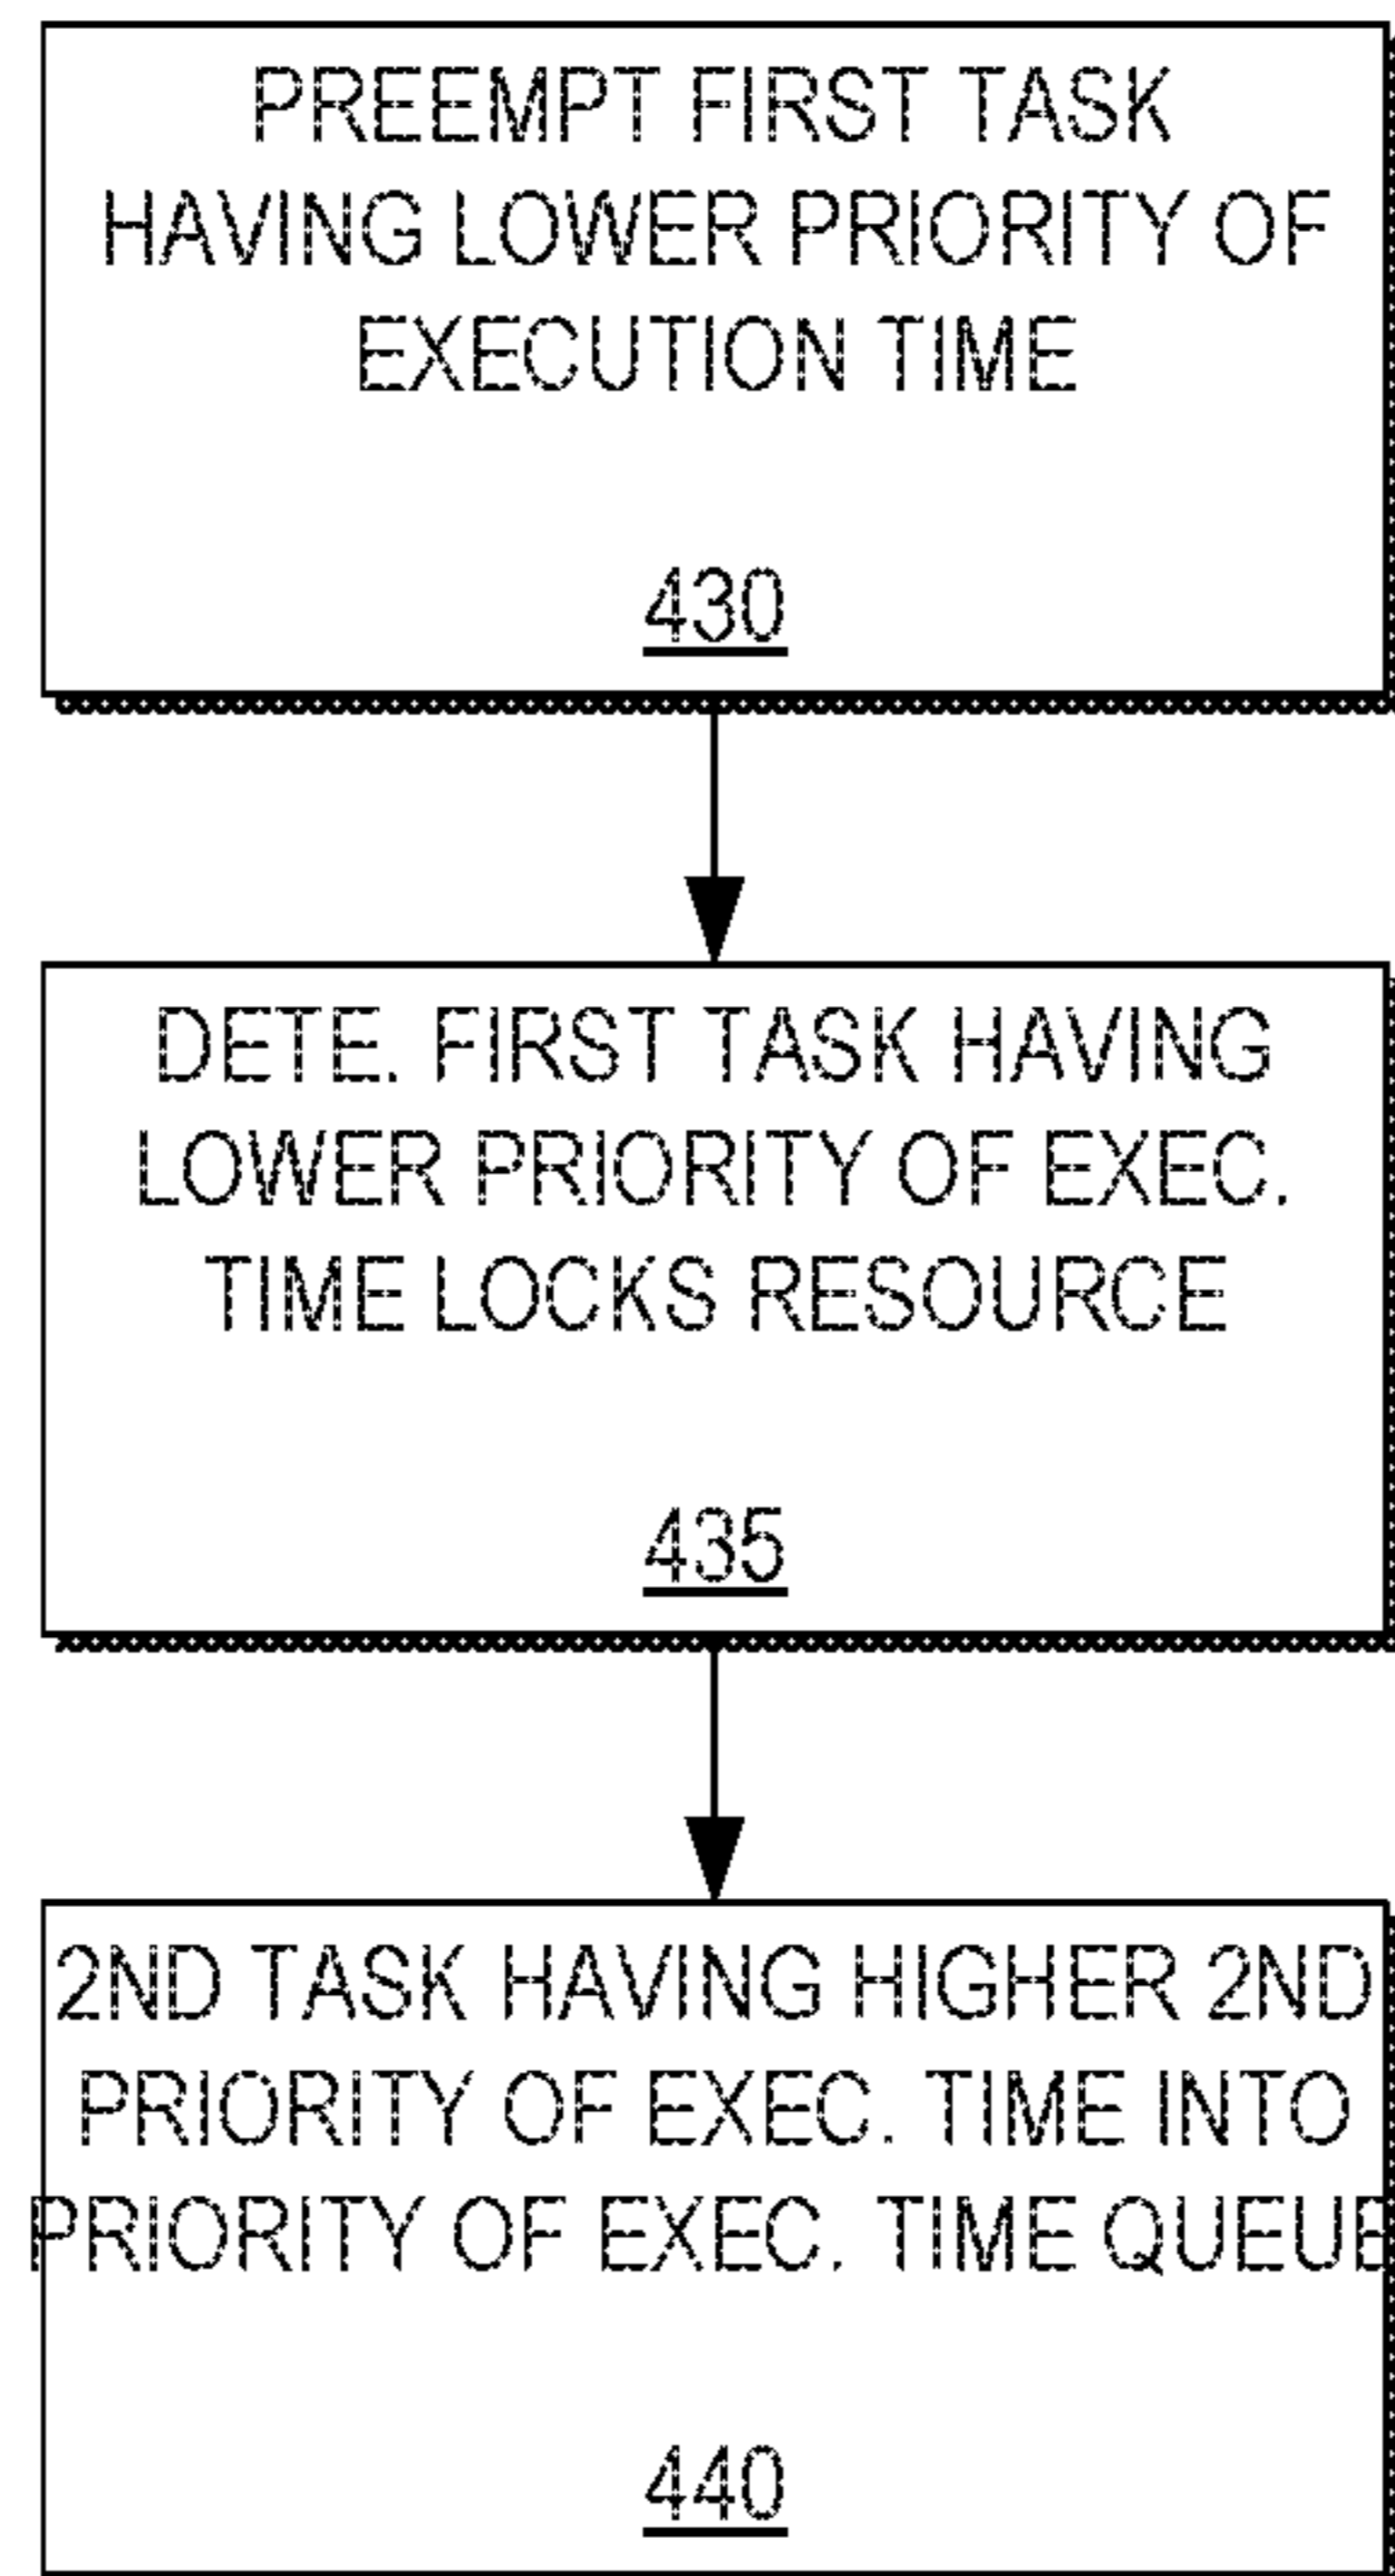 PREEMPT FIRST TASK
HAVING LOWER PRIORITY OF
EXECUTION TIME
430
DETE. FIRST TASK HAVING
LOWER PRIORITY OF EXEC.
TIME LOCKS RESOURCE
435
2ND TASK HAVING HIGHER 2ND
PRIORITY OF EXEC. TIME INTO
PRIORITY OF EXEC. TIME QUEUE
440